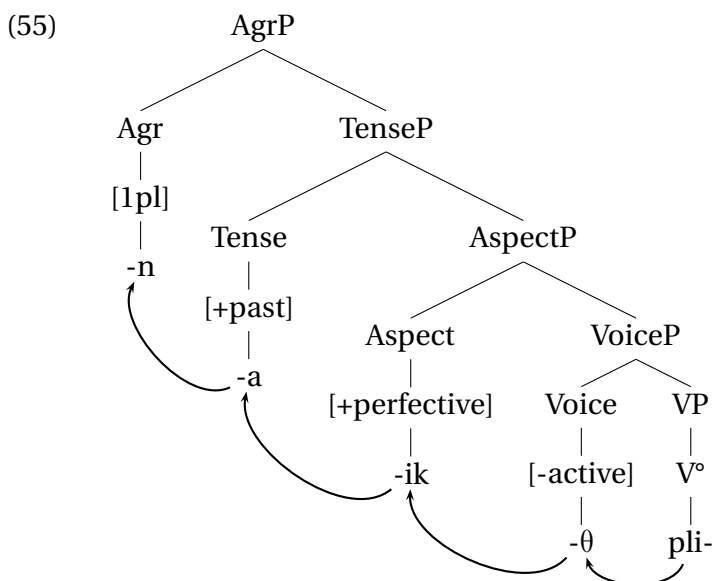 (55)
AgrP
Agr TenseP
[1pl]
Tense AspectP
-n
[+past]
Aspect VoiceP
-a
[+perfective] Voice VP
-ik [-active] V°
-θ pli-